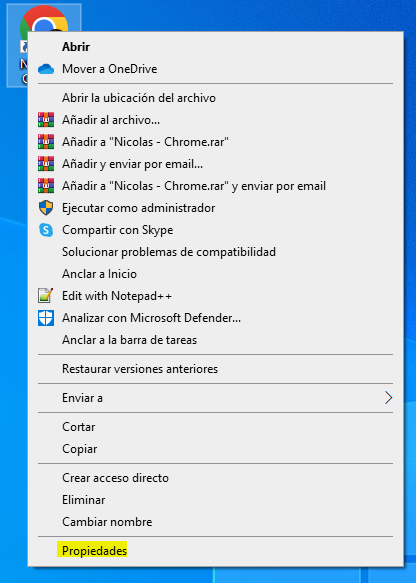 Abrir
Mover a OneDrive
Abrir la ubicación del archivo
Añadir al archivo...
Añadir a "Nicolas - Chrome.rar"
Añadir y enviar por email...
Añadir a "Nicolas - Chrome.rar" y enviar por email
Ejecutar como administrador
Compartir con Skype
Solucionar problemas de compatibilidad
Anclar a Inicio
Edit with Notepad++
Analizar con Microsoft Defender...
Anclar a la barra de tareas
Restaurar versiones anteriores
Enviar a
Cortar
Copiar
Crear acceso directo
Eliminar
Cambiar nombre
Propiedades